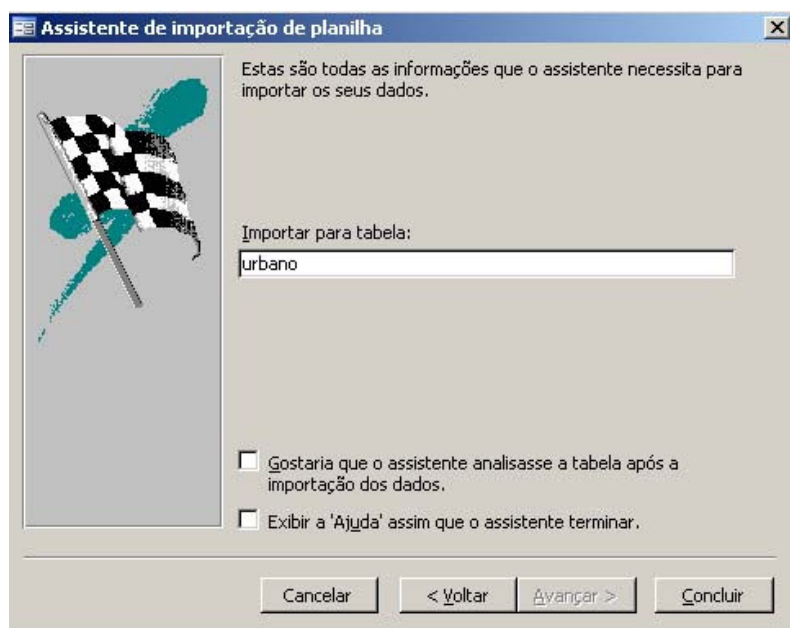 Assistente de importação de planilha
Estas são todas as informações que o assistente necessita para
importar os seus dados.
Importar para tabela:
urbano
Gostaria que o assistente analisasse a tabela após a
importação dos dados.
Exibir a 'Ajuda' assim que o assistente terminar.
Cancelar < Voltar Avançar > Concluir